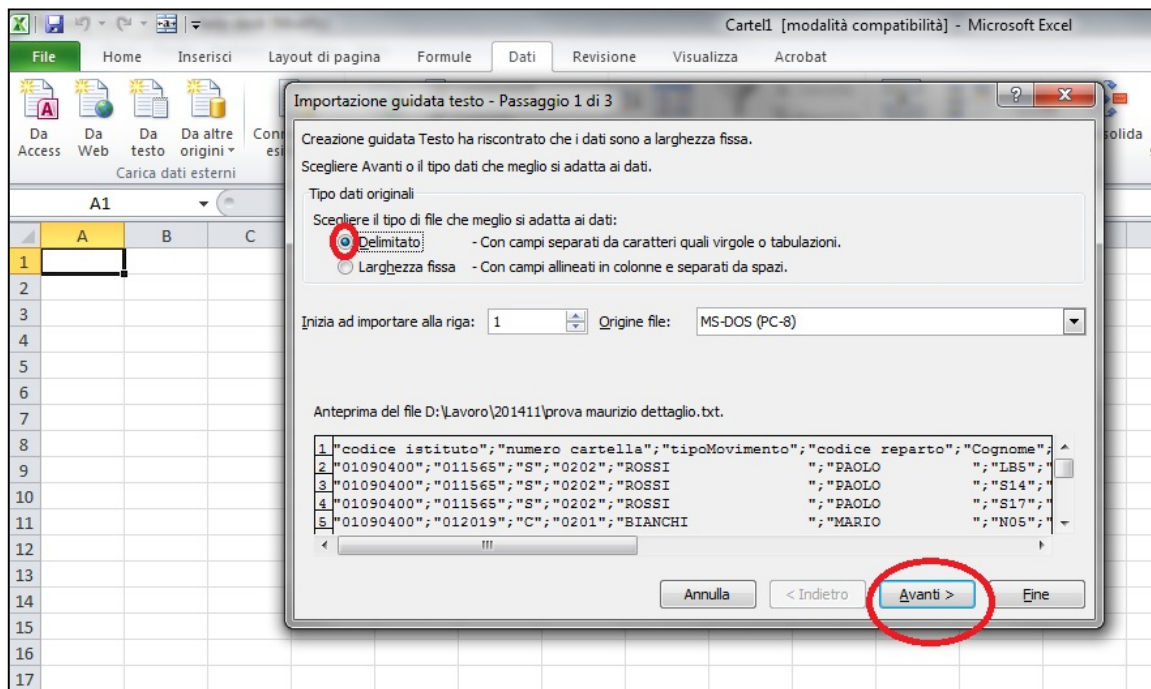 Cartel1 [modalità compatibilità] - Microsoft Excel
File Home Inserisci Layout di pagina Formule Dati Revisione Visualizza Acrobat
Da Access
Da Web
Da testo
Da altre origini
Carica dati esterni
A1
A B C
1
2
3
4
5
6
7
8
9
10
11
12
13
14
15
16
17
Importazione guidata testo - Passaggio 1 di 3
Creazione guidata Testo ha riscontrato che i dati sono a larghezza fissa.
Scegliere Avanti o il tipo dati che meglio si adatta ai dati.
Tipo dati originali
Scegliere il tipo di file che meglio si adatta ai dati:
Delimitato - Con campi separati da caratteri quali virgole o tabulazioni.
Larghezza fissa - Con campi allineati in colonne e separati da spazi.
Inizia ad importare alla riga: 1 Origine file: MS-DOS (PC-8)
Anteprima del file D:\Lavoro\201411\prova maurizio dettaglio.txt.
1 "codice istituto";"numero cartella";"tipoMovimento";"codice reparto";"Cognome";
2 "01090400";"011565";"S";"0202";"ROSSI ";"PAOLO ";"LB5";"
3 "01090400";"011565";"S";"0202";"ROSSI ";"PAOLO ";"S14";"
4 "01090400";"011565";"S";"0202";"ROSSI ";"PAOLO ";"S17";"
5 "01090400";"012019";"C";"0201";"BIANCHI ";"MARIO ";"N05";"
Annulla < Indietro Avanti > Fine